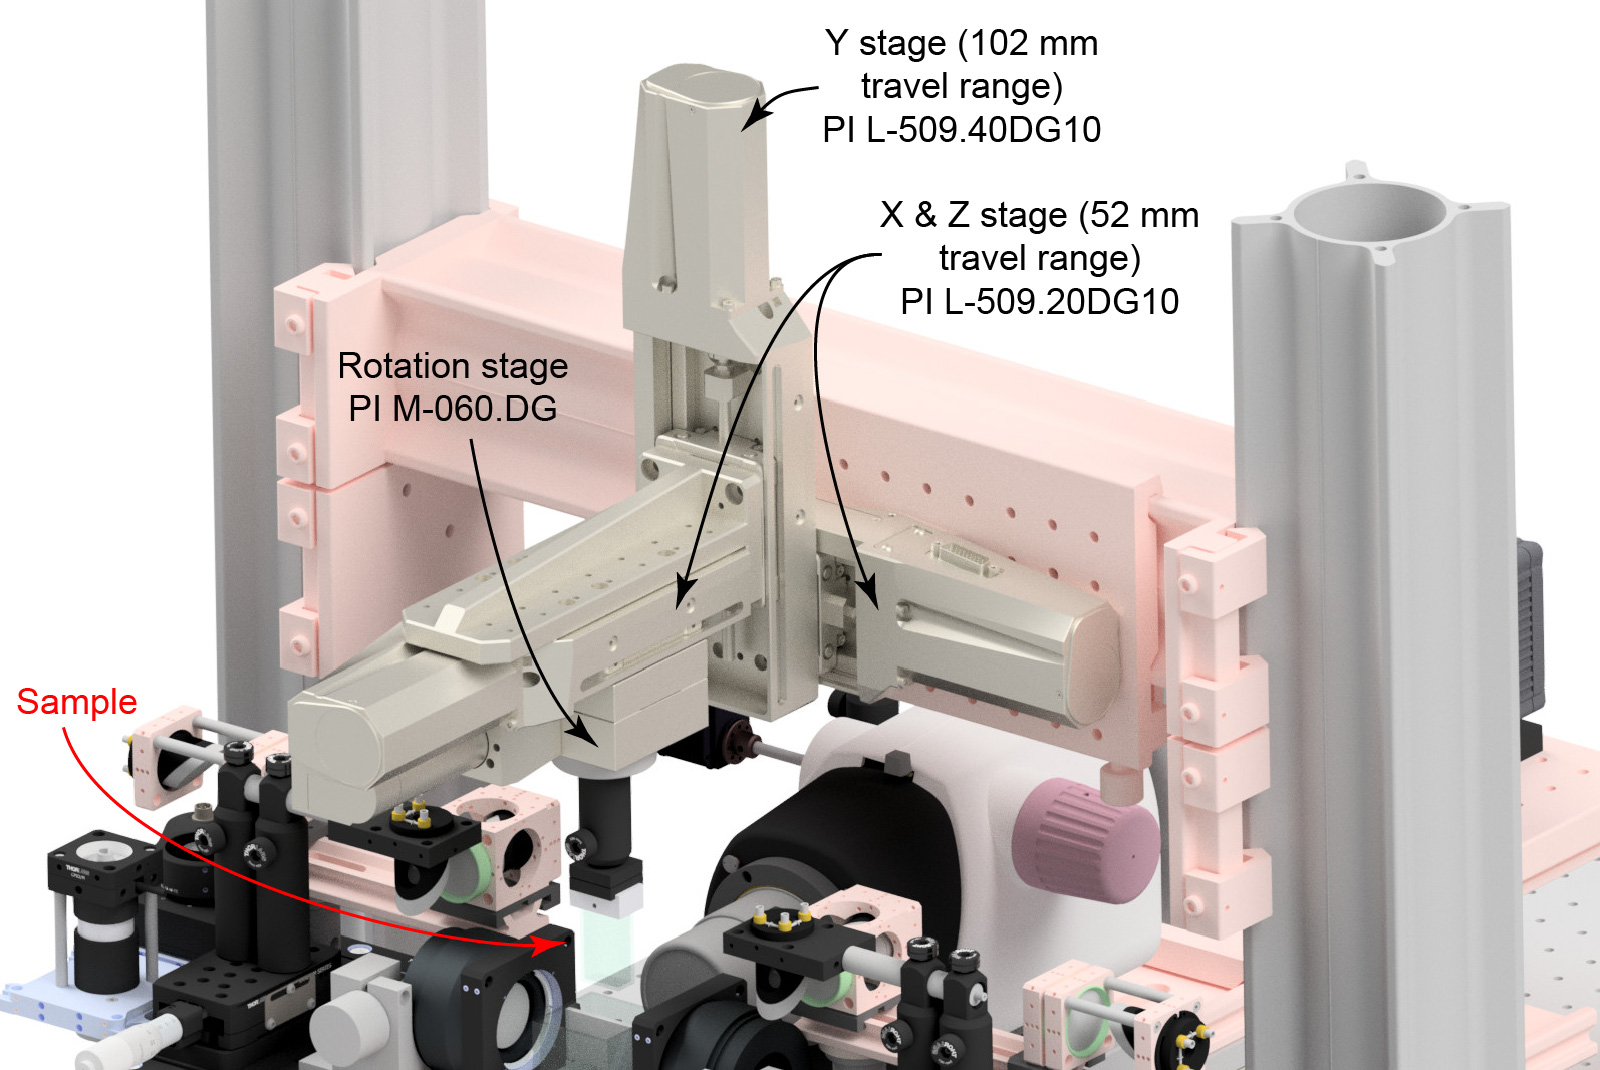 Y stage (102 mm
travel range)
PI L-509.40DG10
X & Z stage (52 mm
travel range)
PI L-509.20DG10
Rotation stage
PI M-060.DG
Sample